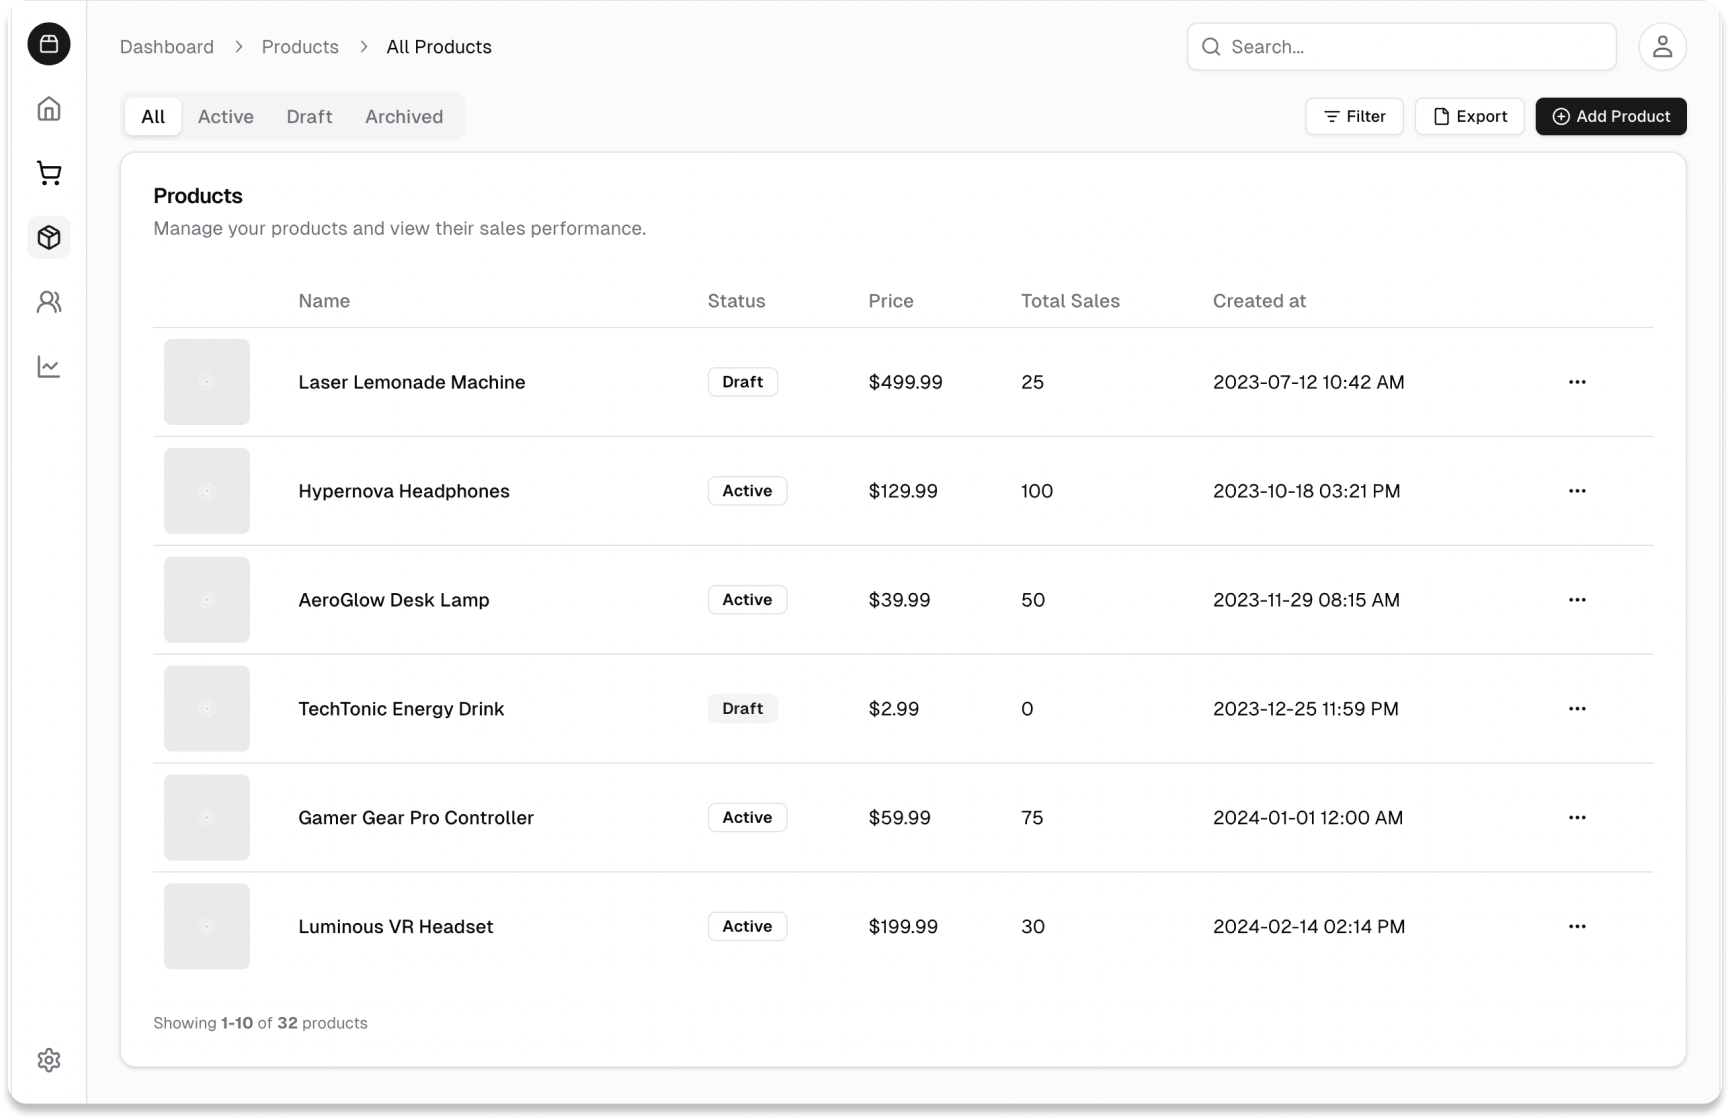 Dashboard > Products > All Products
Search...
All Active Draft Archived
Filter Export Add Product
Products
Manage your products and view their sales performance.
Name Status Price Total Sales Created at
Laser Lemonade Machine Draft $499.99 25 2023-07-12 10:42 AM
Hypernova Headphones Active $129.99 100 2023-10-18 03:21 PM
AeroGlow Desk Lamp Active $39.99 50 2023-11-29 08:15 AM
TechTonic Energy Drink Draft $2.99 0 2023-12-25 11:59 PM
Gamer Gear Pro Controller Active $59.99 75 2024-01-01 12:00 AM
Luminous VR Headset Active $199.99 30 2024-02-14 02:14 PM
Showing 1-10 of 32 products